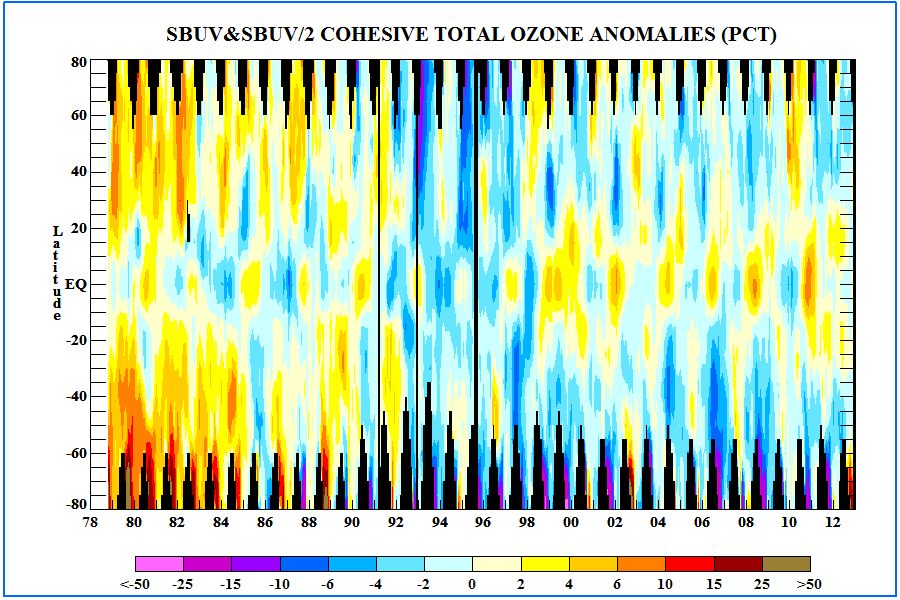 SBUV&SBUV/2 COHESIVE TOTAL OZONE ANOMALIES (PCT)
80
60
40
20
EQ
-20
-40
-60
-80
Latitude
78 80 82 84 86 88 90 92 94 96 98 00 02 04 06 08 10 12
<-50 -25 -15 -10 -6 -4 -2 0 2 4 6 10 15 25 >50